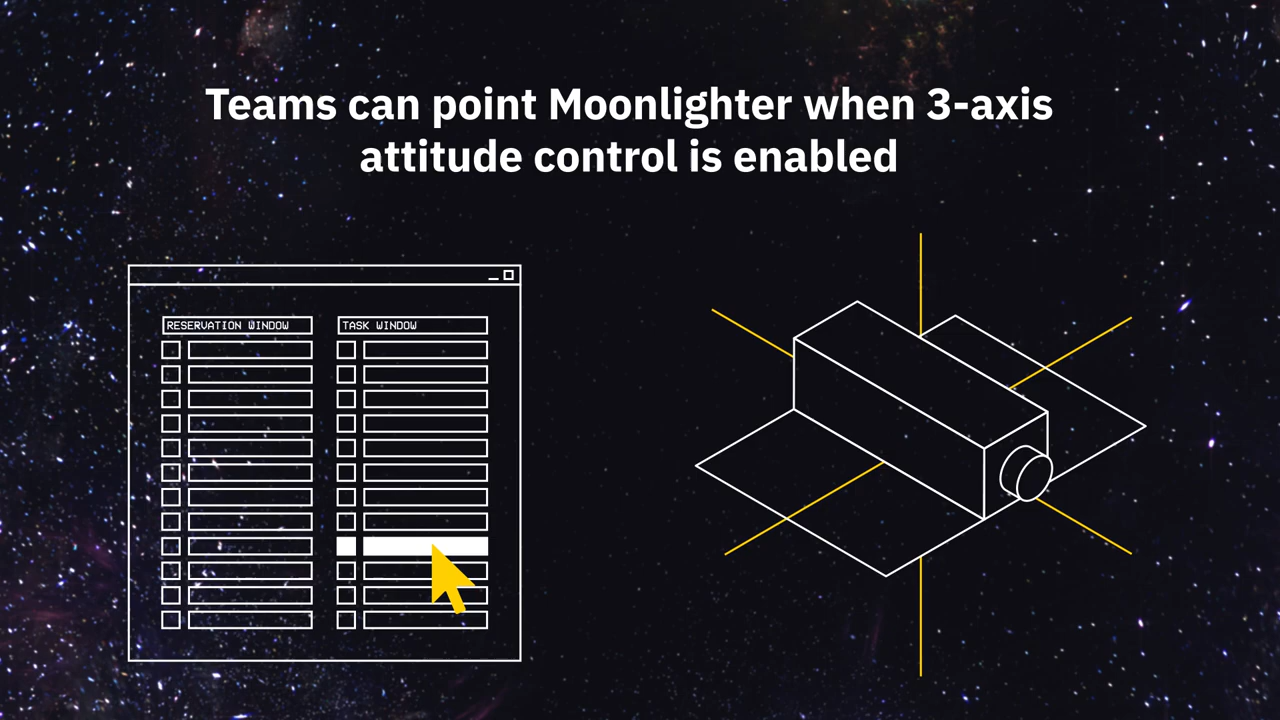 Teams can point Moonlighter when 3-axis
attitude control is enabled
RESERVATION WINDOW
TASK WINDOW